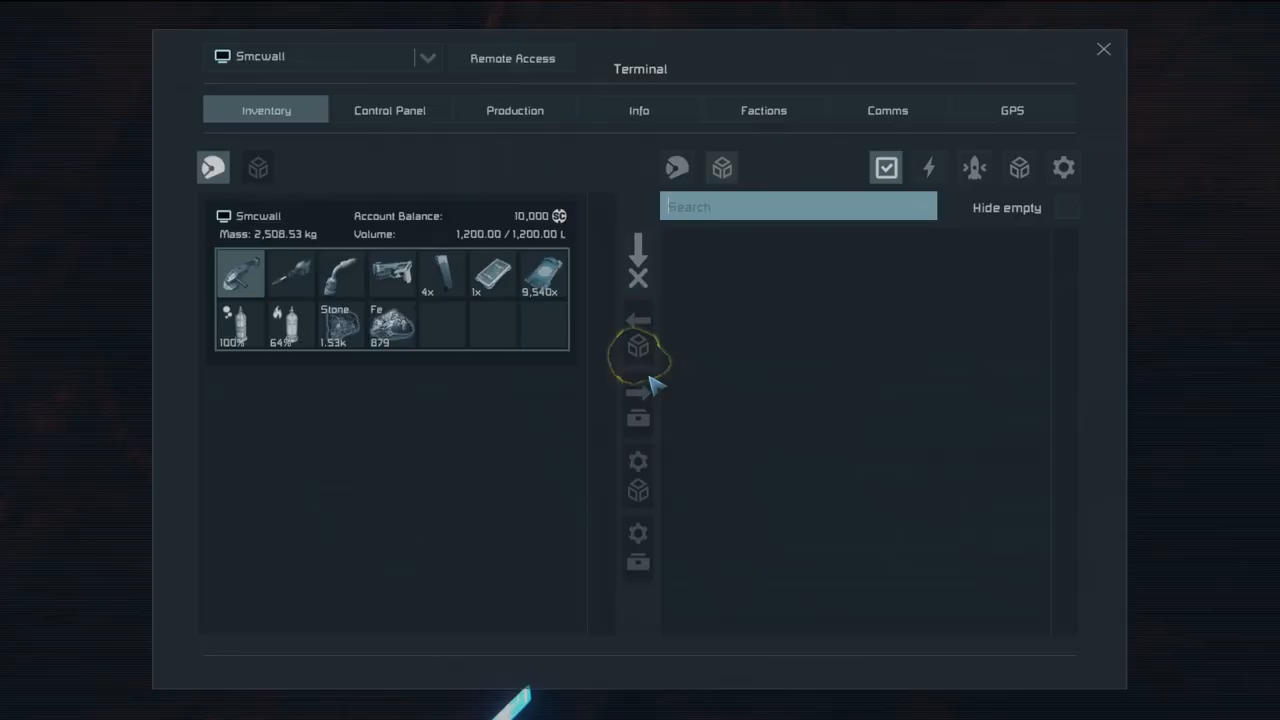 Smcwall
Remote Access
Terminal
Inventory
Control Panel
Production
Info
Factions
Comms
GPS
Search
Hide empty
Smcwall
Account Balance:
10,000 SC
Mass: 2,508.53 kg
Volume:
1,200.00 / 1,200.00 L
4x
1x
9,540x
Stone
Fe
100%
64%
1.53k
879